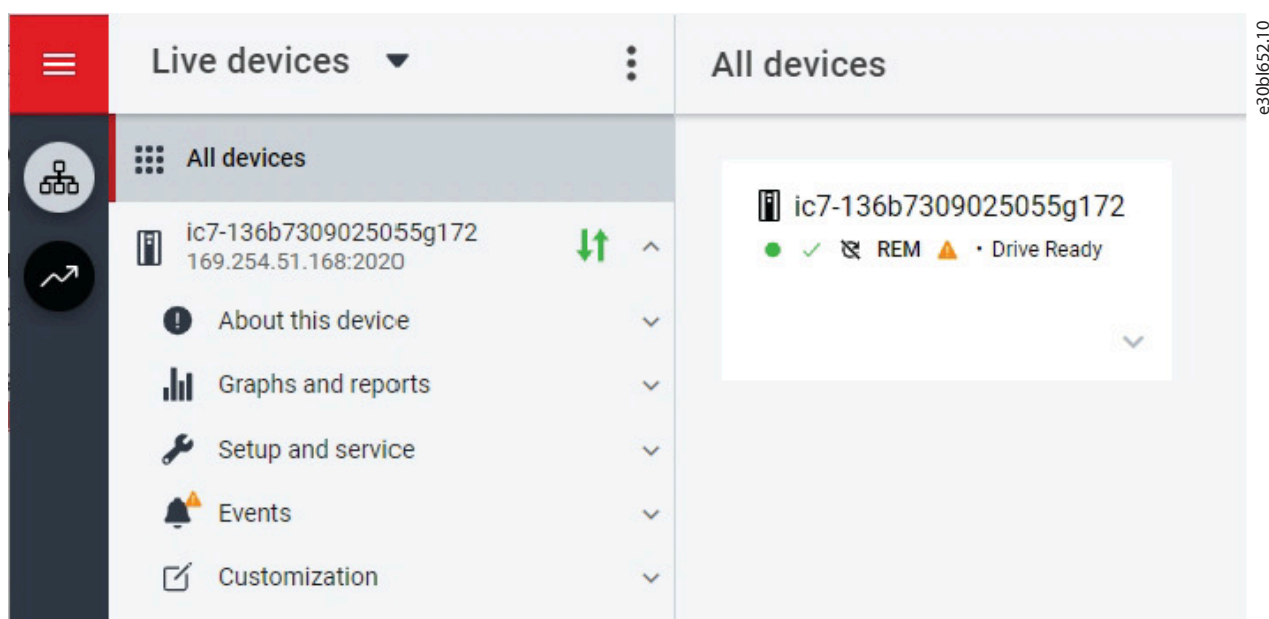 Live devices
All devices
ic7-136b7309025055g172
169.254.51.168:2020
About this device
Graphs and reports
Setup and service
Events
Customization
All devices
ic7-136b7309025055g172
REM • Drive Ready
e30bl652.10